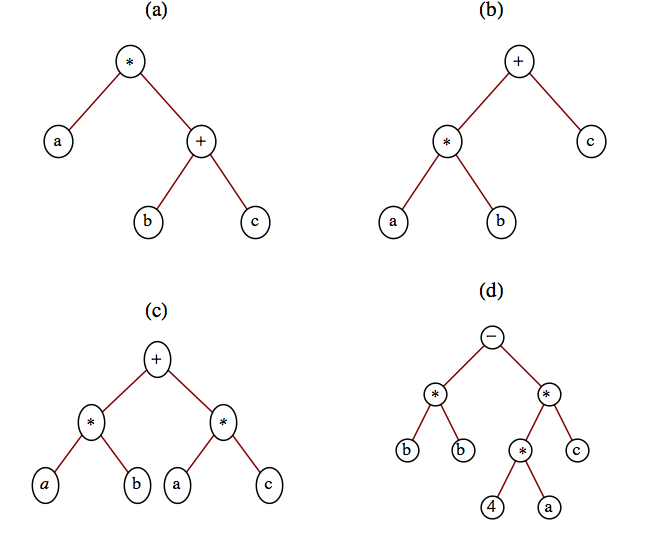 (a) (b)
* +
a + * c
b c a b
(d)
(c)
−
+
* *
* * b b * c
a b a c
4 a